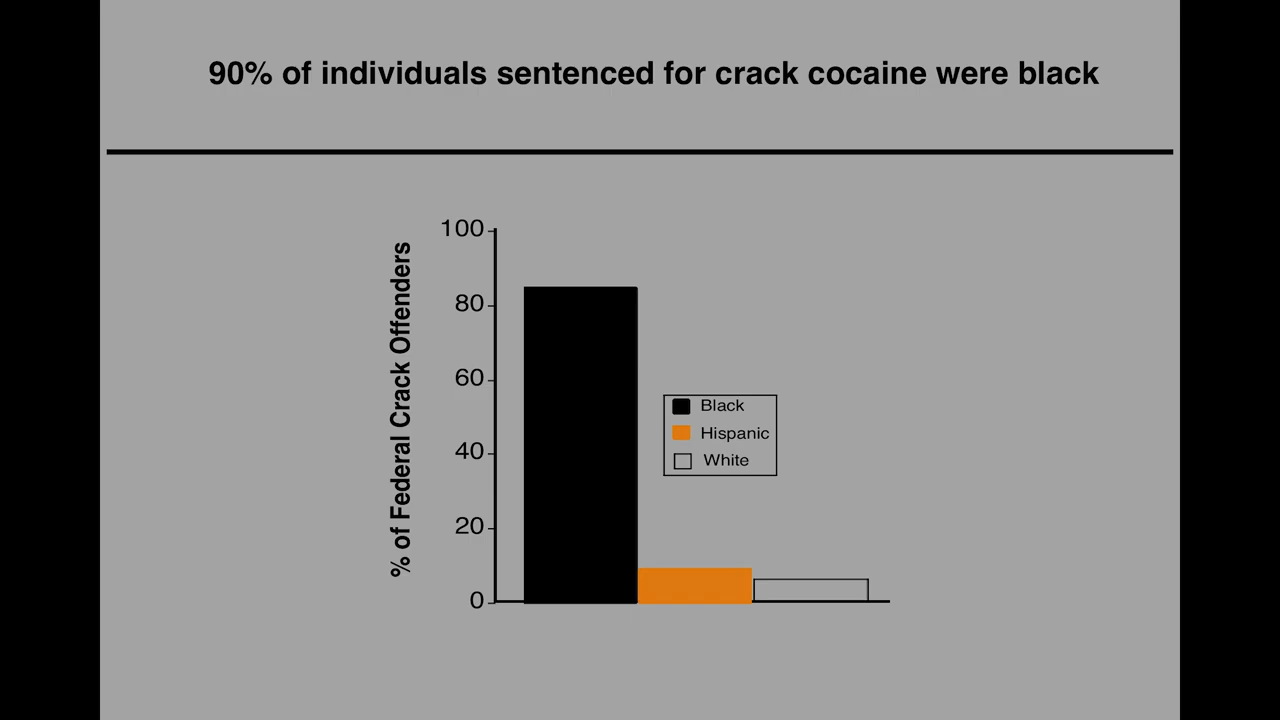 90% of individuals sentenced for crack cocaine were black
% of Federal Crack Offenders
100
80
60
40
20
0
Black
Hispanic
White